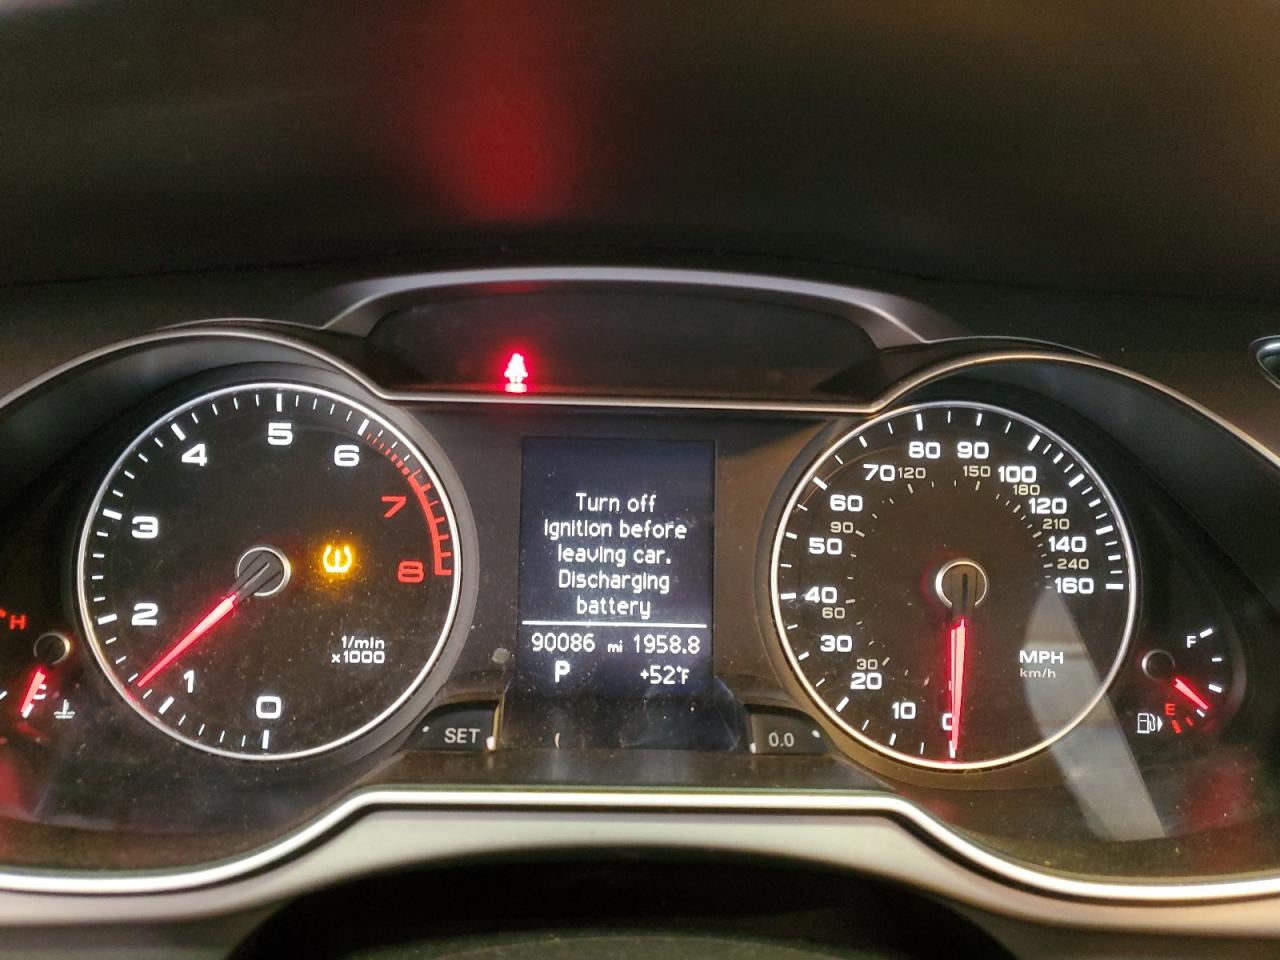 Turn off
ignition before
leaving car.
Discharging
battery
90086 mi 1958.8
P +52°F
0
1
2
3
4
5
6
7
8
1/min
x1000
H
SET
0.0
0
10
20
30
40
50
60
70
80
90
100
120
140
160
30
60
90
120
150
180
210
240
MPH
km/h
F
E